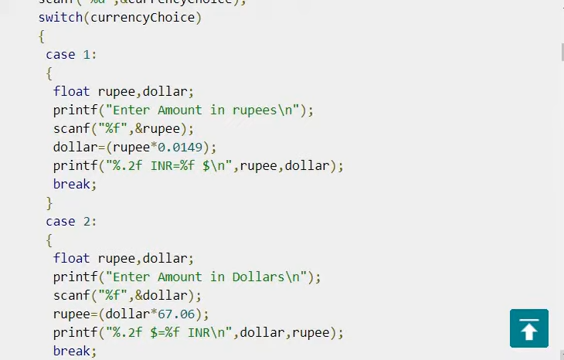 scanf("%d",&currencyChoice);
switch(currencyChoice)
{
case 1:
{
float rupee,dollar;
printf("Enter Amount in rupees\n");
scanf("%f",&rupee);
dollar=(rupee*0.0149);
printf("%.2f INR=%f $\n",rupee,dollar);
break;
}
case 2:
{
float rupee,dollar;
printf("Enter Amount in Dollars\n");
scanf("%f",&dollar);
rupee=(dollar*67.06);
printf("%.2f $=%f INR\n",dollar,rupee);
break;